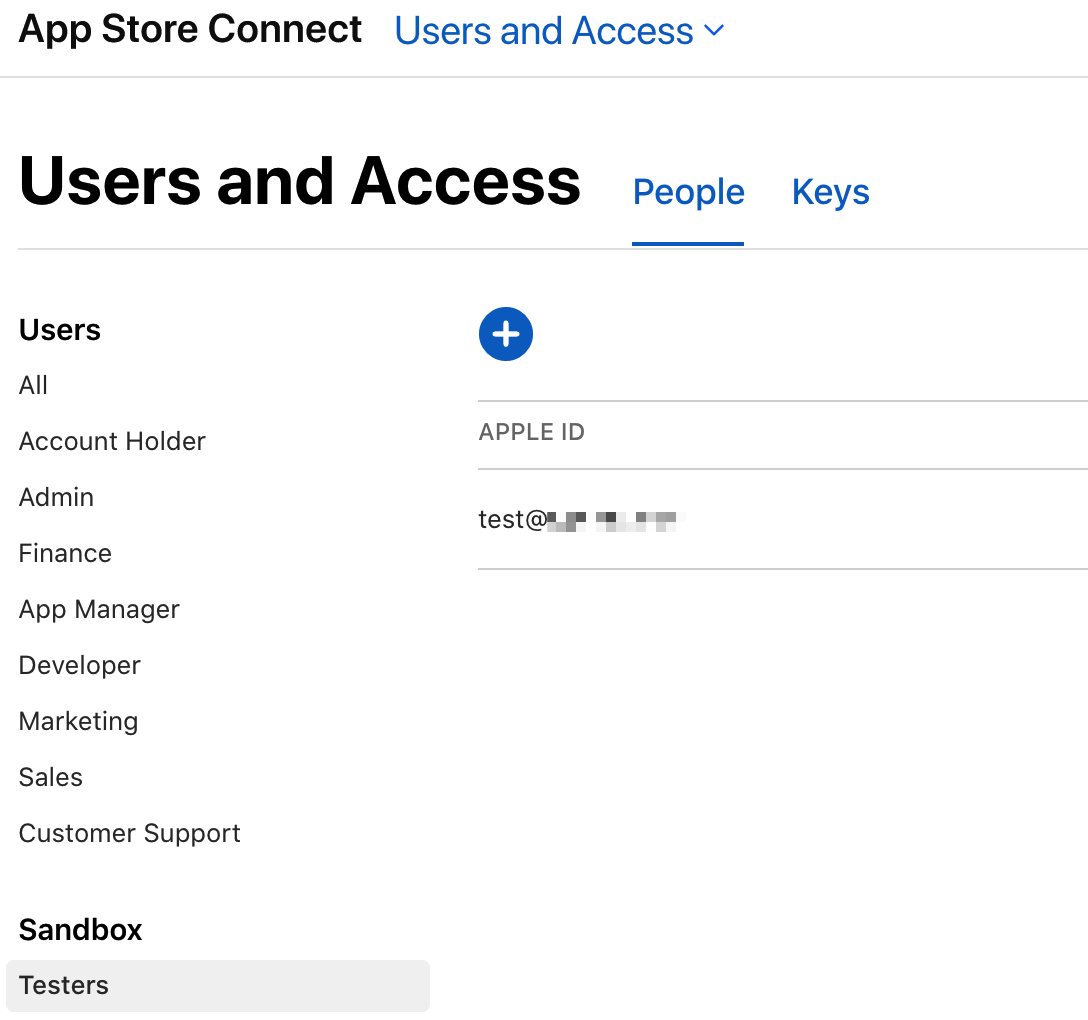 App Store Connect Users and Access
Users and Access People Keys
Users
All
Account Holder
Admin
Finance
App Manager
Developer
Marketing
Sales
Customer Support
Sandbox
Testers
APPLE ID
test@